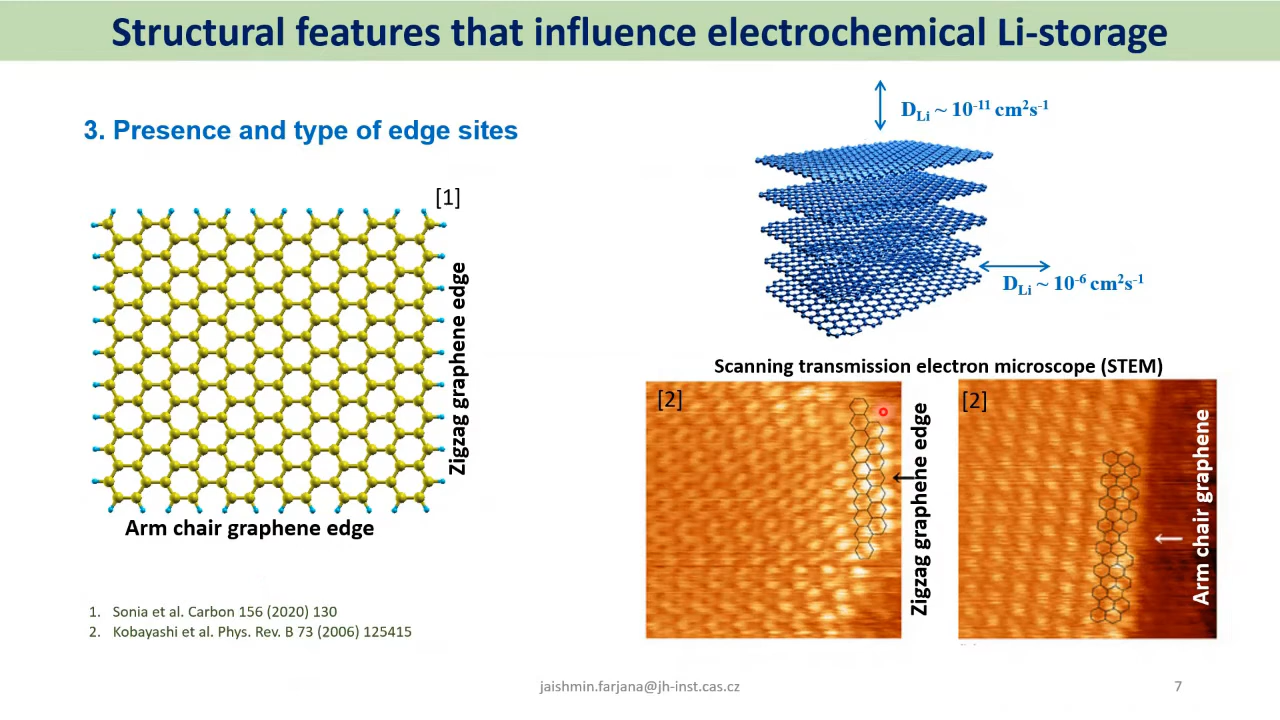 Structural features that influence electrochemical Li-storage
3. Presence and type of edge sites
[1]
Zigzag graphene edge
Arm chair graphene edge
D_Li ~ 10⁻¹¹ cm²s⁻¹
D_Li ~ 10⁻⁶ cm²s⁻¹
Scanning transmission electron microscope (STEM)
[2]
Zigzag graphene edge
[2]
Arm chair graphene
1. Sonia et al. Carbon 156 (2020) 130
2. Kobayashi et al. Phys. Rev. B 73 (2006) 125415
jaishmin.farjana@jh-inst.cas.cz
7